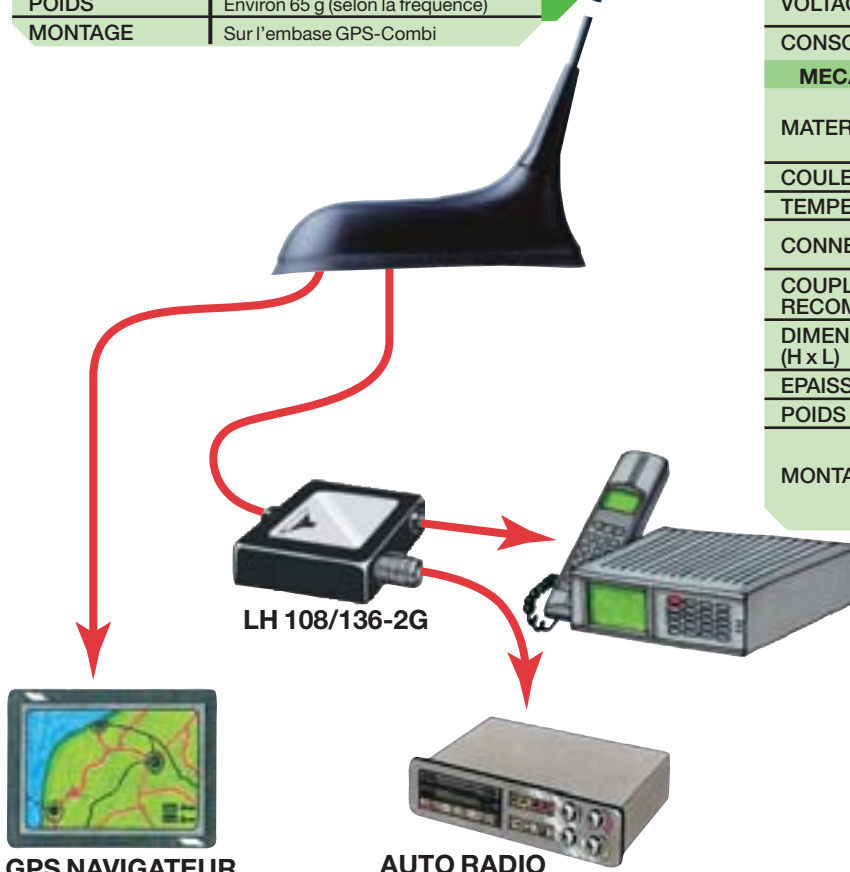 POIDS Environ 65 g (selon la fréquence)
MONTAGE Sur l'embase GPS-Combi
CONSO
MECA
MATER
COULE
TEMPE
CONNE
COUPL
RECOM
DIMEN
(H x L)
EPAISS
POIDS
MONTA
LH 108/136-2G
GPS NAVIGATEUR
AUTO RADIO